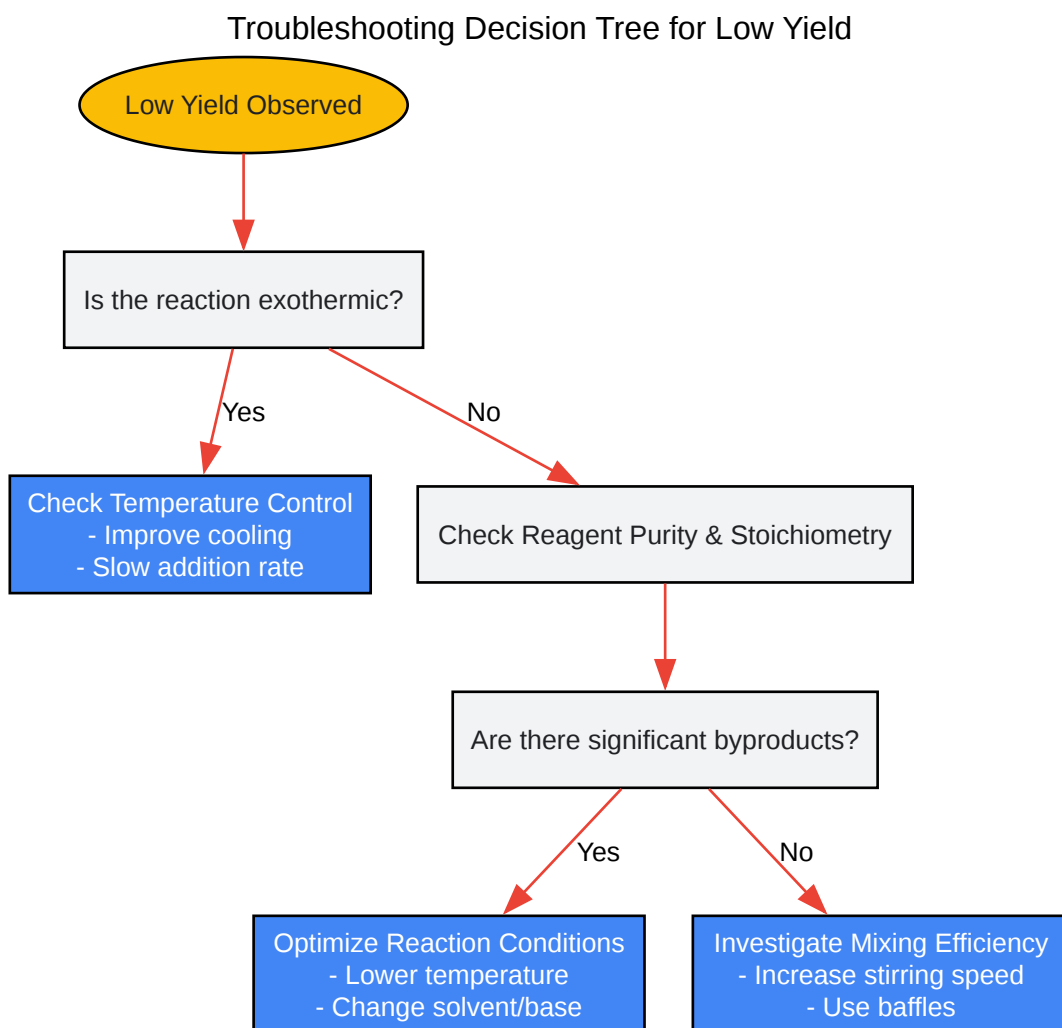 Troubleshooting Decision Tree for Low Yield
Low Yield Observed
Is the reaction exothermic?
Yes
No
Check Temperature Control
- Improve cooling
- Slow addition rate
Check Reagent Purity & Stoichiometry
Are there significant byproducts?
Yes
No
Optimize Reaction Conditions
- Lower temperature
- Change solvent/base
Investigate Mixing Efficiency
- Increase stirring speed
- Use baffles